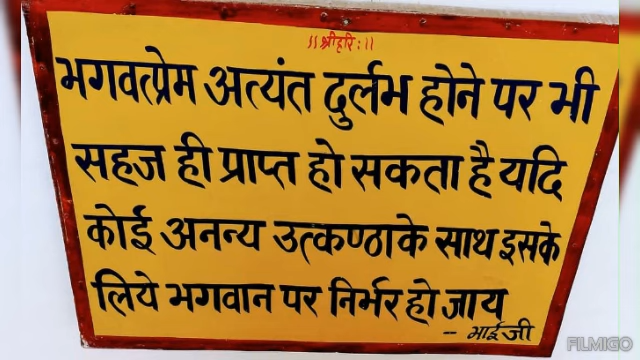 ।।श्रीहरि:।।
भगवत्प्रेम अत्यंत दुर्लभ होने पर भी
सहज ही प्राप्त हो सकता है यदि
कोई अनन्य उत्कण्ठाके साथ इसके
लिये भगवान पर निर्भर हो जाय
- भाईजी
FILMIGO